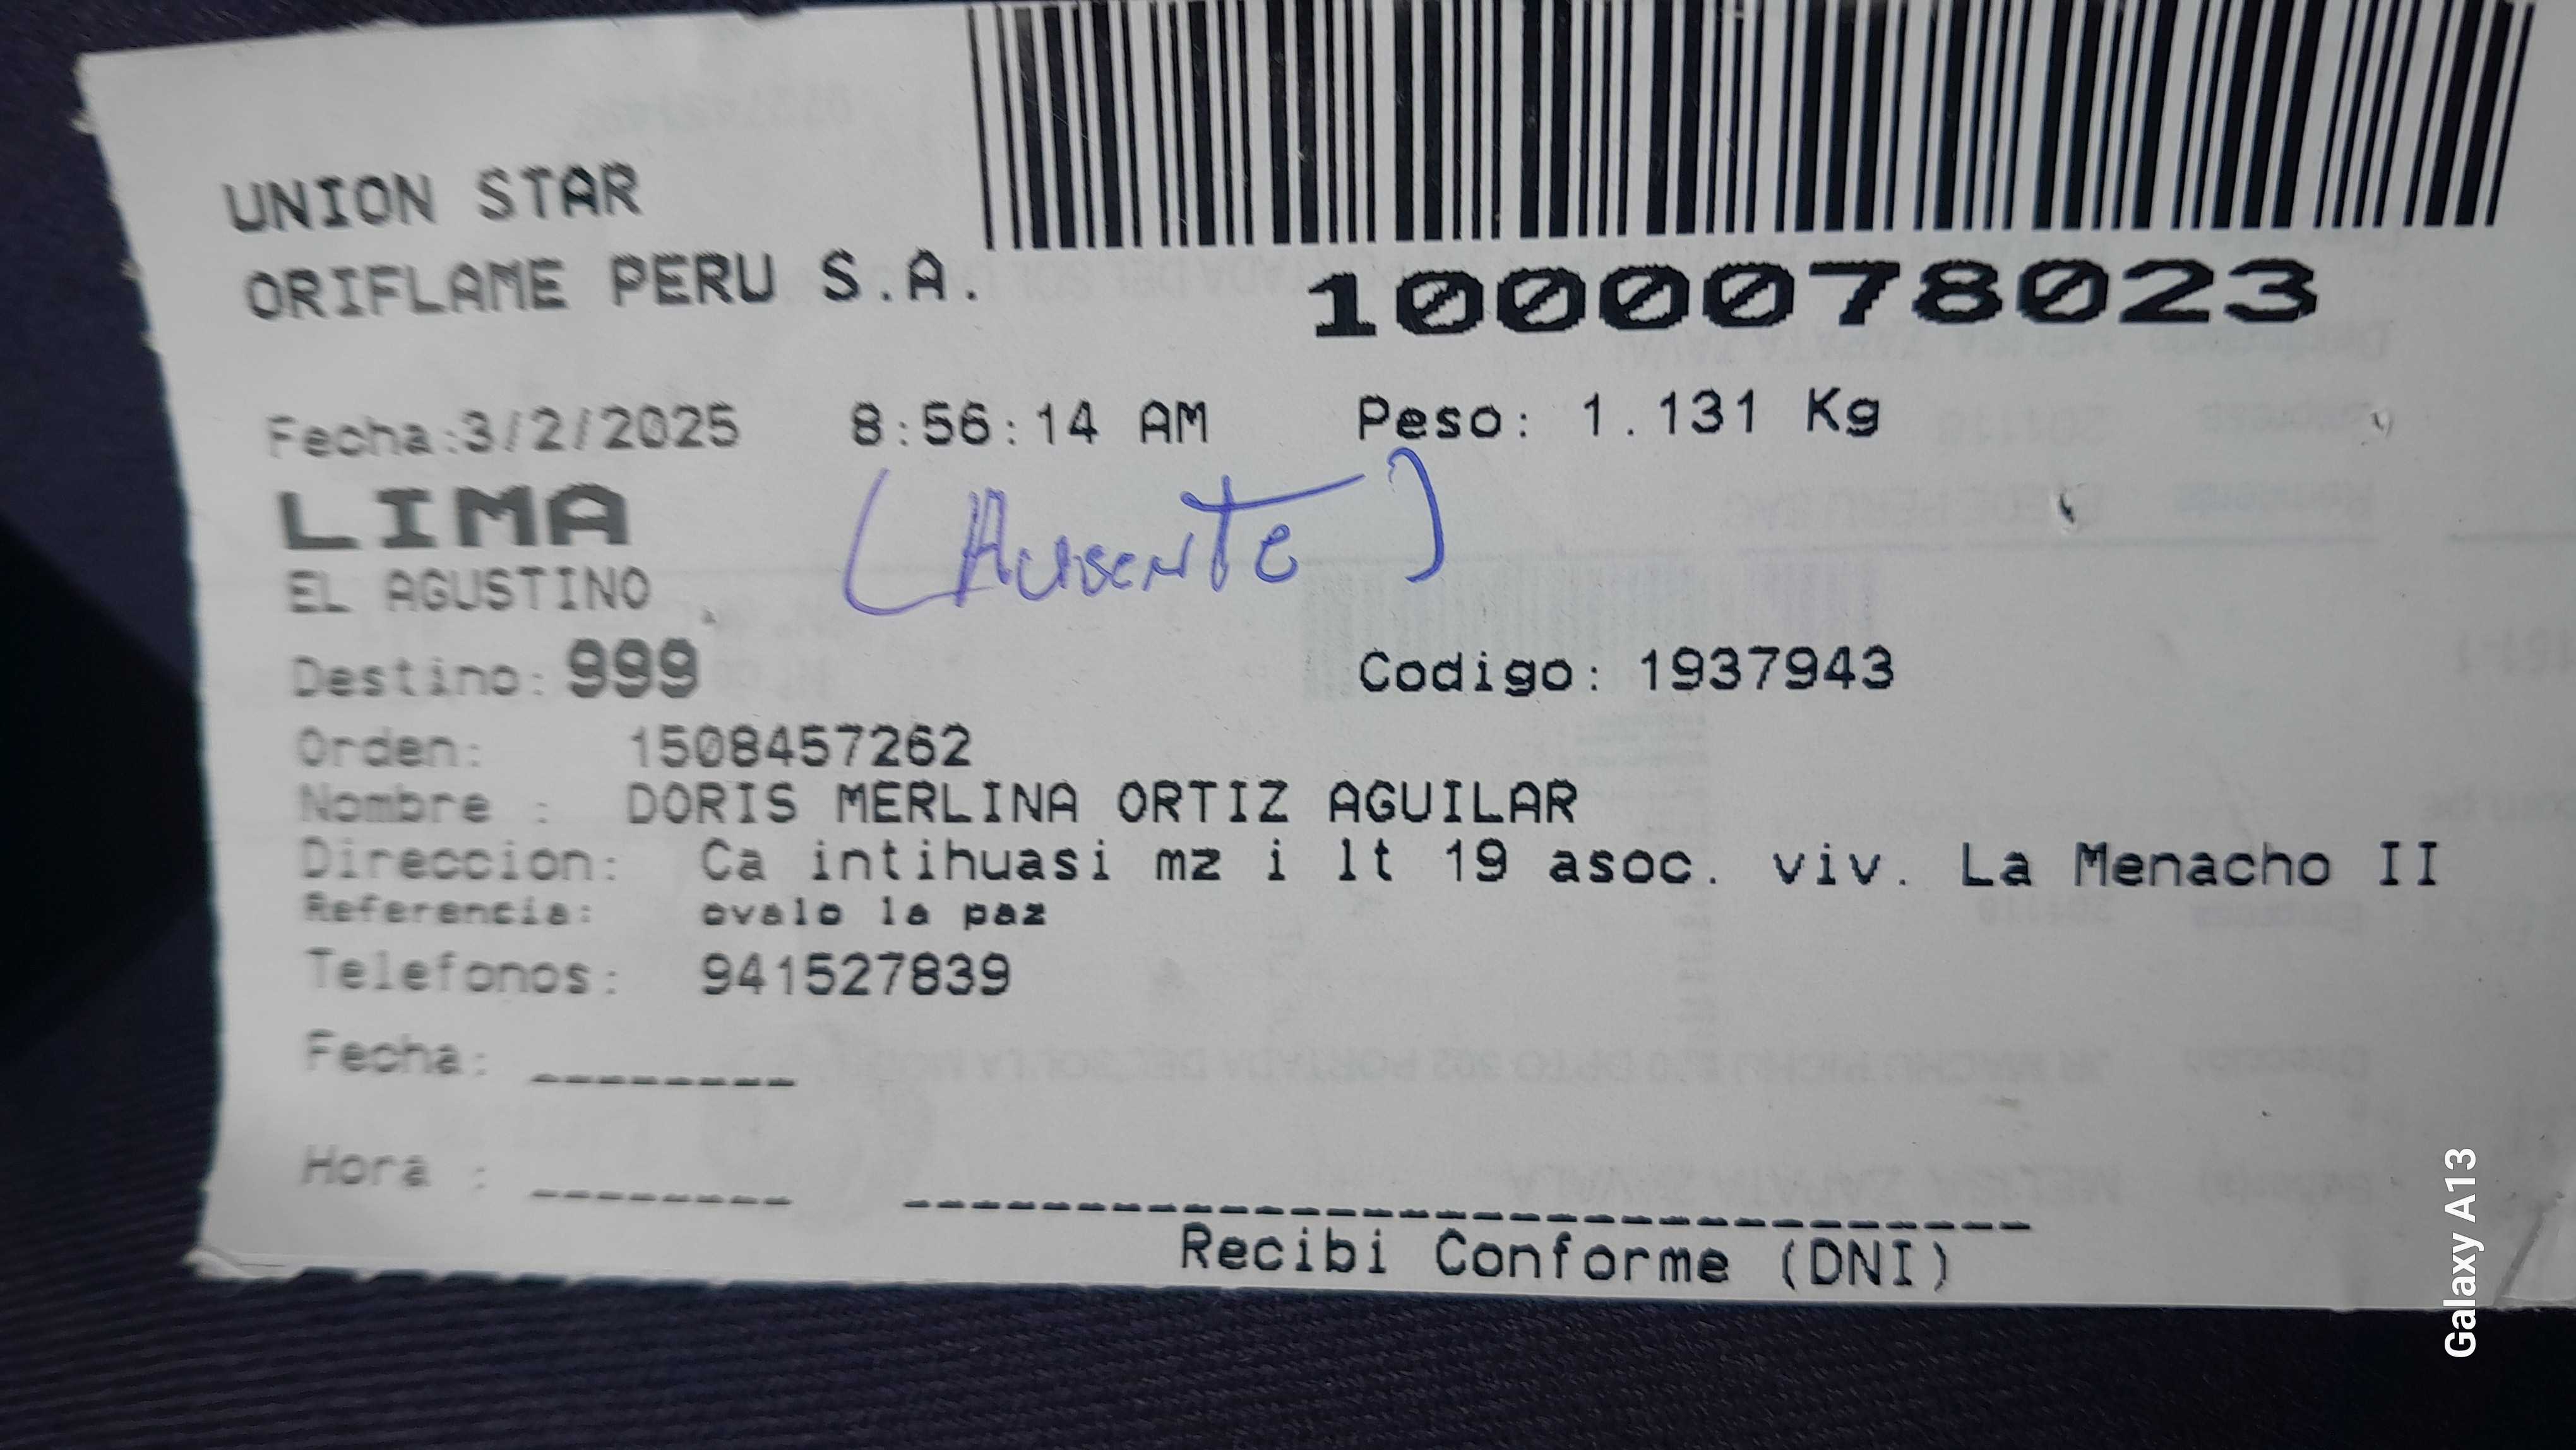 UNION STAR
ORIFLAME PERU S.A.
1000078023
Fecha:3/2/2025 8:56:14 AM Peso: 1.131 Kg
LIMA
(Ausente)
EL AGUSTINO
Destino: 999 Codigo: 1937943
Orden: 1508457262
Nombre : DORIS MERLINA ORTIZ AGUILAR
Direccion: Ca intihuasi mz i lt 19 asoc. viv. La Menacho II
Referencia: ovalo la paz
Telefonos: 941527839
Fecha: ________
Hora : ________
Recibi Conforme (DNI)
Galaxy A13